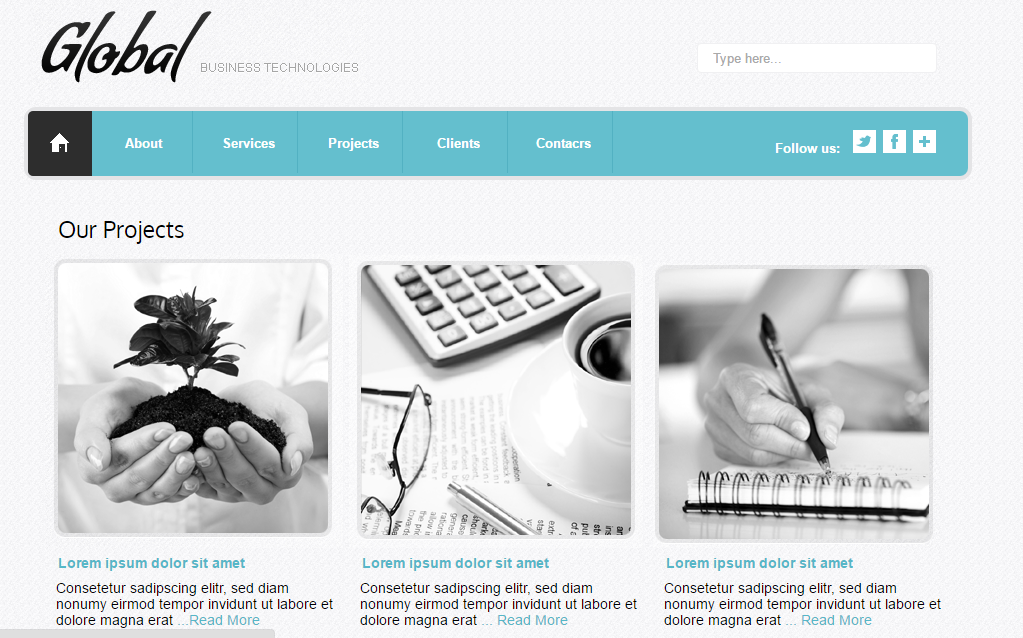 Global BUSINESS TECHNOLOGIES
Type here...
About Services Projects Clients Contacrs Follow us:
Our Projects
Lorem ipsum dolor sit amet
Consetetur sadipscing elitr, sed diam
nonumy eirmod tempor invidunt ut labore et
dolore magna erat ...Read More
Lorem ipsum dolor sit amet
Consetetur sadipscing elitr, sed diam
nonumy eirmod tempor invidunt ut labore et
dolore magna erat ... Read More
Lorem ipsum dolor sit amet
Consetetur sadipscing elitr, sed diam
nonumy eirmod tempor invidunt ut labore et
dolore magna erat ... Read More